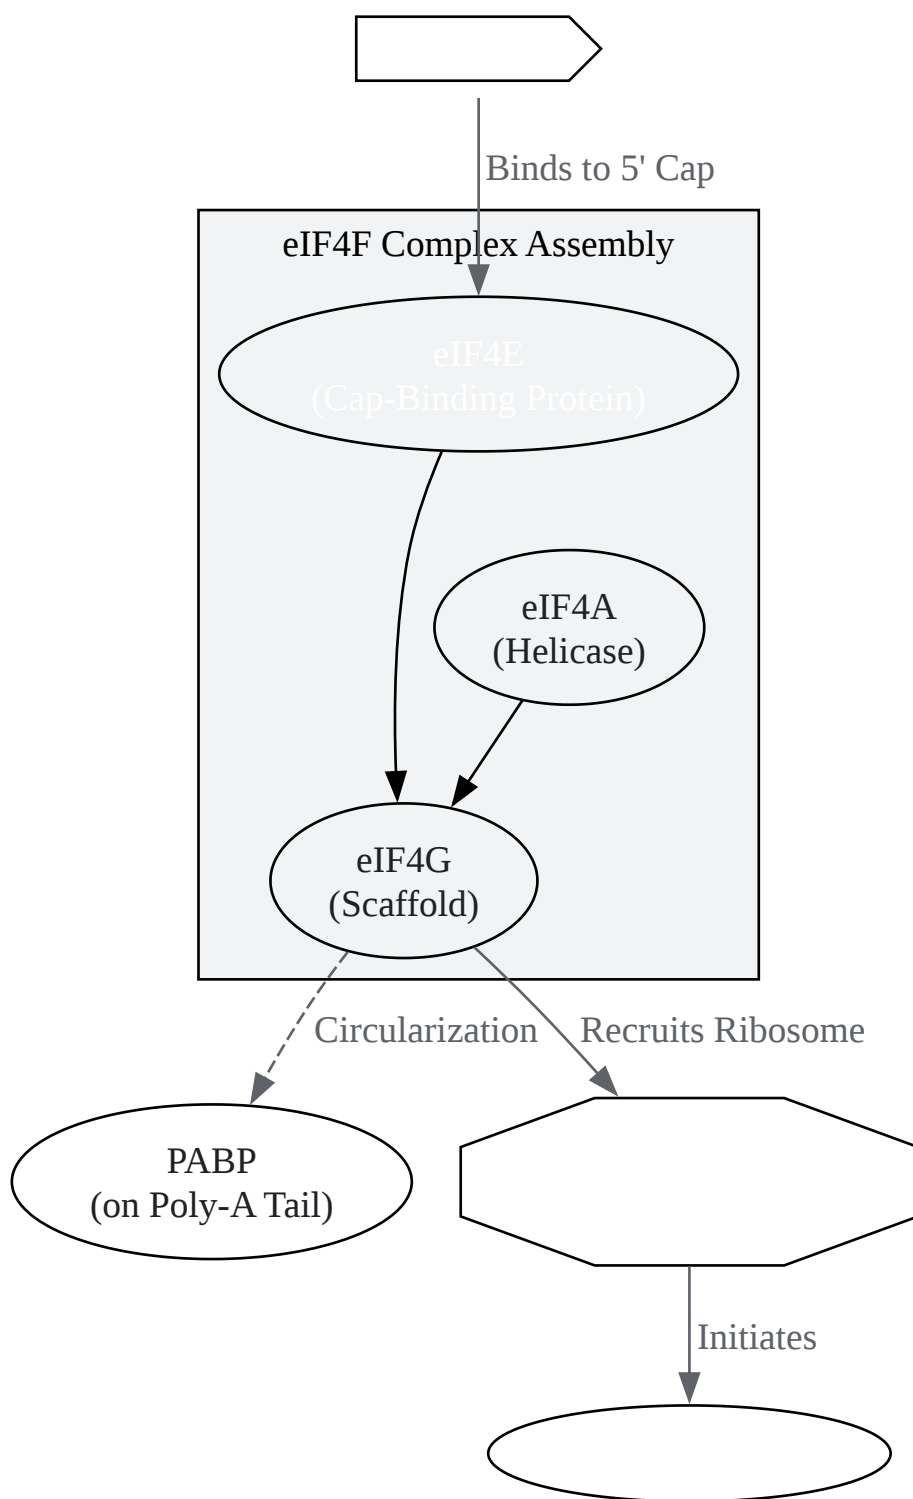 Binds to 5' Cap
eIF4F Complex Assembly
eIF4E
(Cap-Binding Protein)
eIF4A
(Helicase)
eIF4G
(Scaffold)
Circularization
Recruits Ribosome
PABP
(on Poly-A Tail)
Initiates